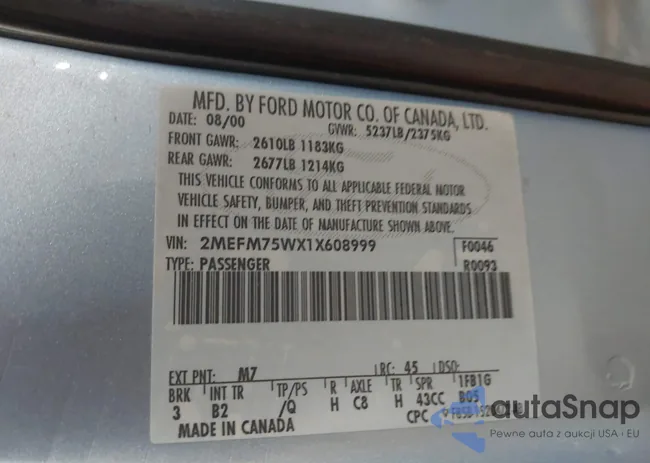 MFD. BY FORD MOTOR CO. OF CANADA, LTD.
DATE: 08/00 GVWR: 5237LB/2375KG
FRONT GAWR: 2610LB 1183KG
REAR GAWR: 2677LB 1214KG
THIS VEHICLE CONFORMS TO ALL APPLICABLE FEDERAL MOTOR
VEHICLE SAFETY, BUMPER, AND THEFT PREVENTION STANDARDS
IN EFFECT ON THE DATE OF MANUFACTURE SHOWN ABOVE.
VIN: 2MEFM75WX1X608999 F0046
TYPE: PASSENGER R0093
EXT PNT: M7 RC: 45 DSO:
BRK INT TR TP/PS R AXLE TR SPR 1FB1G
3 B2 /Q H C8 H 43CC B05
MADE IN CANADA CPC
autoSnap
Pewne auta z aukcji USA · EU